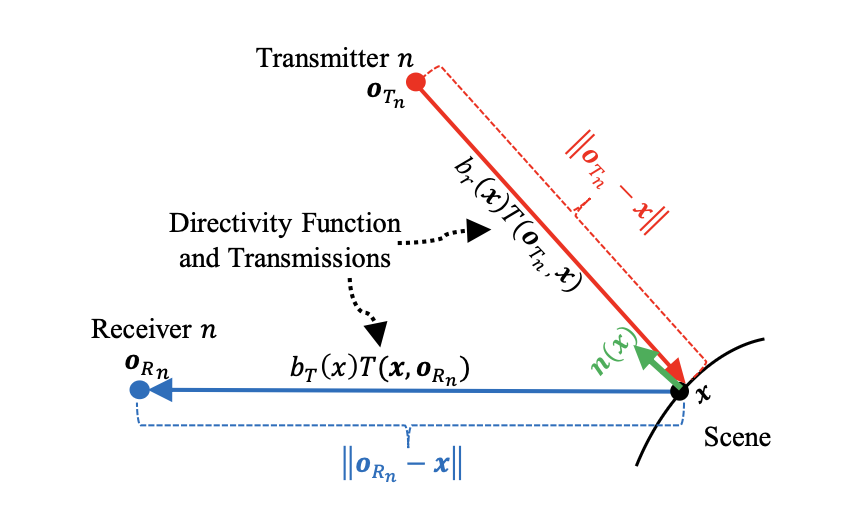 Transmitter n
𝒐_{T_n}
‖𝒐_{T_n} − 𝒙‖
b_r(𝒙)T(𝒐_{T_n}, 𝒙)
Directivity Function
and Transmissions
Receiver n
𝒐_{R_n}
b_T(𝒙)T(𝒙, 𝒐_{R_n})
𝒏(𝒙)
𝒙
Scene
‖𝒐_{R_n} − 𝒙‖